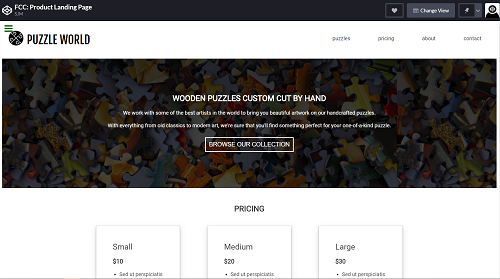 FCC: Product Landing Page
SJM
Change View
PUZZLE WORLD
puzzles
pricing
about
contact
WOODEN PUZZLES CUSTOM CUT BY HAND
We work with some of the best artists in the world to bring you beautiful artwork on our handcrafted puzzles.
With everything from old classics to modern art, we're sure that you'll find something perfect for your one-of-a-kind puzzle.
BROWSE OUR COLLECTION
PRICING
Small
Medium
Large
$10
$20
$30
Sed ut perspiciatis
Sed ut perspiciatis
Sed ut perspiciatis